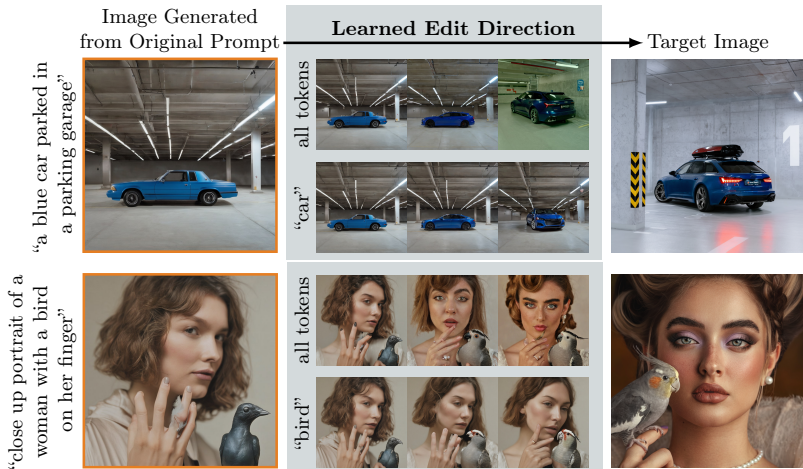 Image Generated
from Original Prompt
Learned Edit Direction
Target Image
“a blue car parked in
a parking garage”
all tokens
“car”
1
“close up portrait of a
woman with a bird
on her finger”
all tokens
“bird”